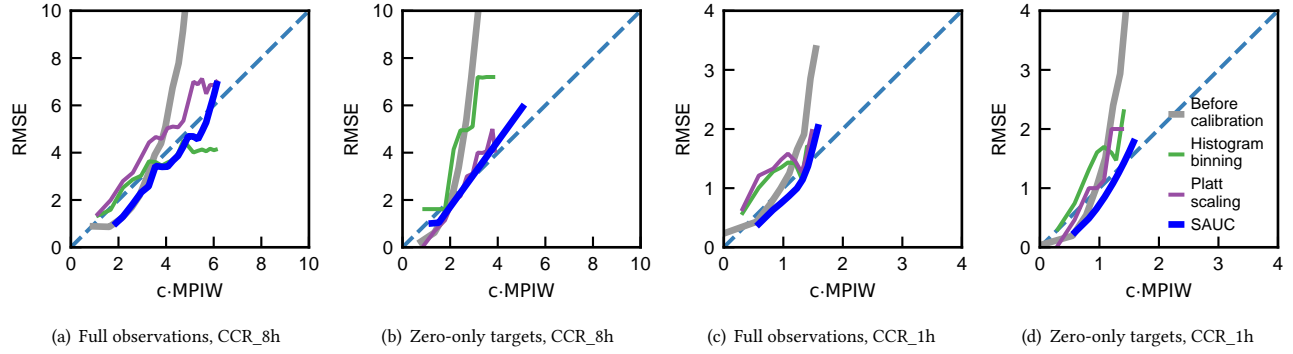 10
8
6
4
2
0
RMSE
0 2 4 6 8 10
c·MPIW
(a) Full observations, CCR_8h
10
8
6
4
2
0
RMSE
0 2 4 6 8 10
c·MPIW
(b) Zero-only targets, CCR_8h
4
3
2
1
0
RMSE
0 1 2 3 4
c·MPIW
(c) Full observations, CCR_1h
4
3
2
1
0
RMSE
0 1 2 3 4
c·MPIW
Before
calibration
Histogram
binning
Platt
scaling
SAUC
(d) Zero-only targets, CCR_1h